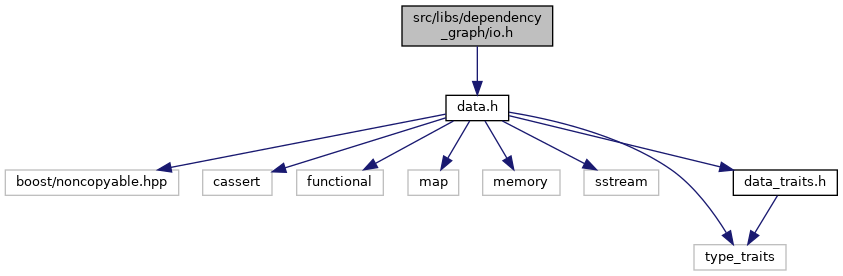 src/libs/dependency
_graph/io.h
data.h
boost/noncopyable.hpp
cassert
functional
map
memory
sstream
data_traits.h
type_traits